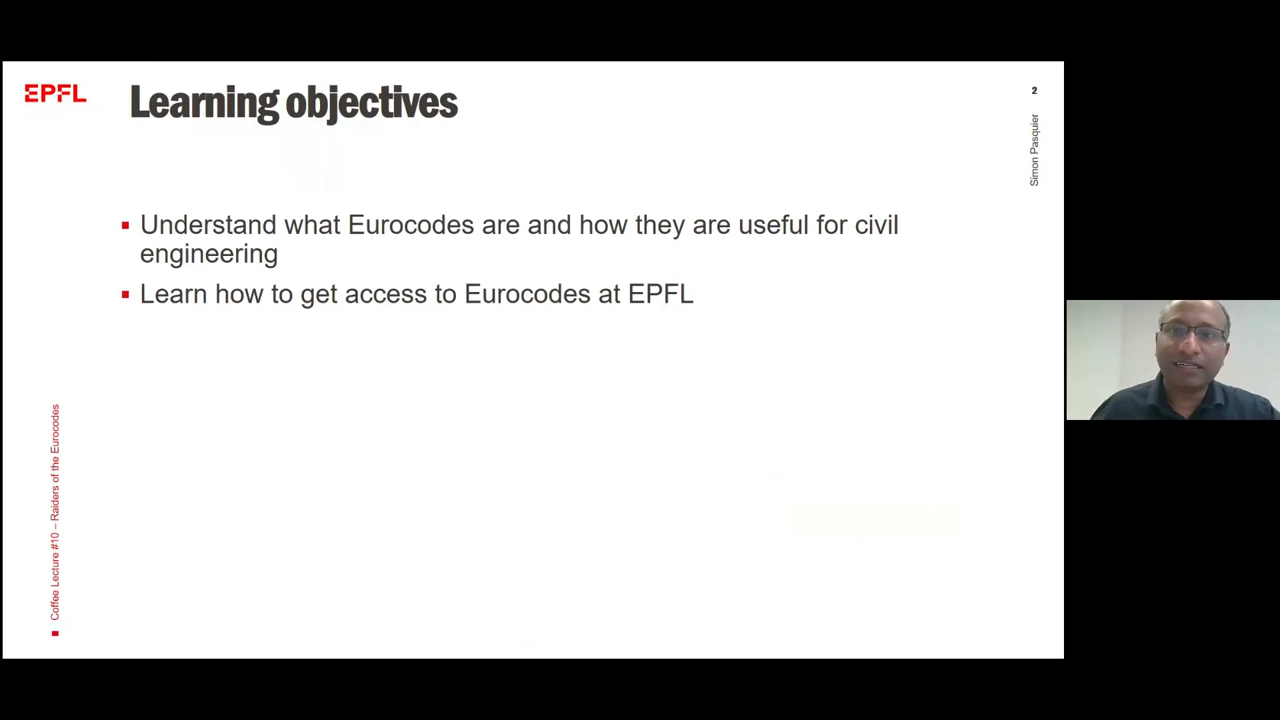 EPFL
Learning objectives
2
Simon Pasquier
▪ Understand what Eurocodes are and how they are useful for civil
engineering
▪ Learn how to get access to Eurocodes at EPFL
Coffee Lecture #10 – Raiders of the Eurocodes